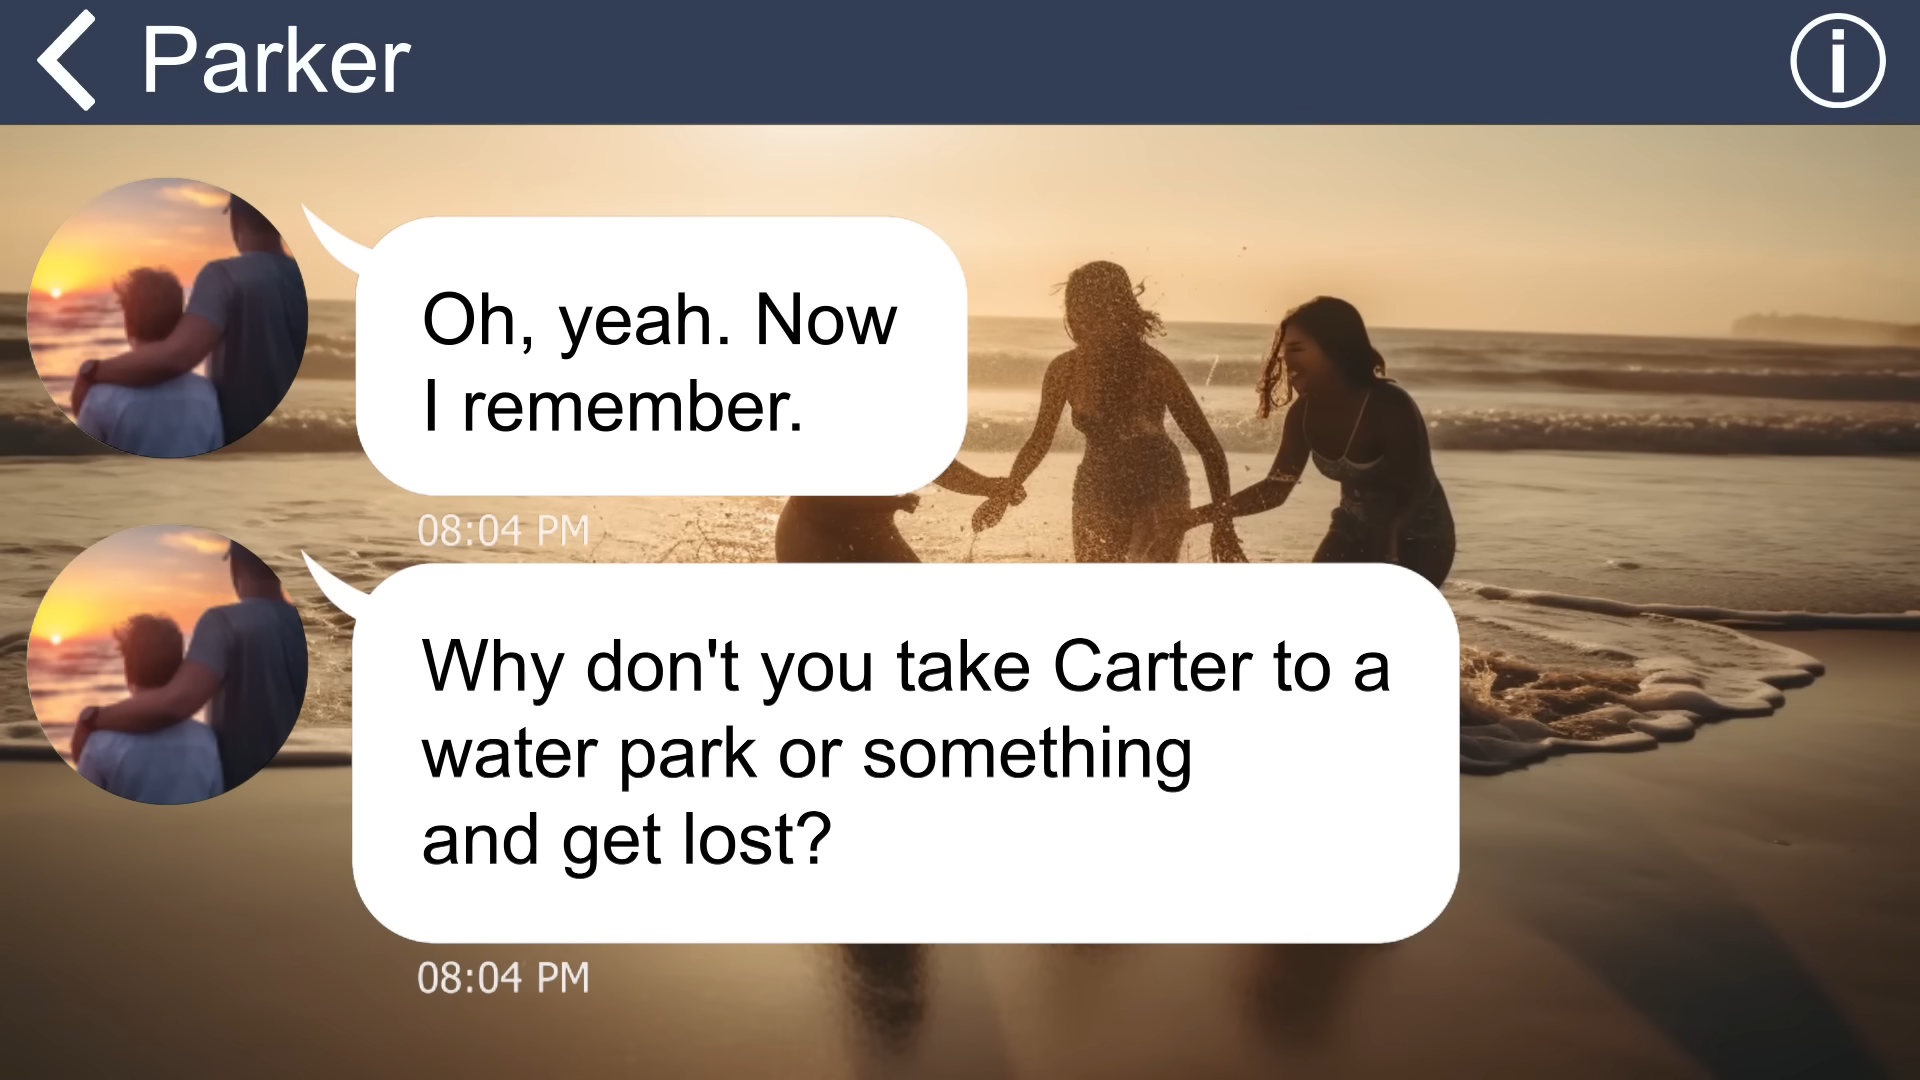 Parker
Oh, yeah. Now
I remember.
08:04 PM
Why don't you take Carter to a
water park or something
and get lost?
08:04 PM